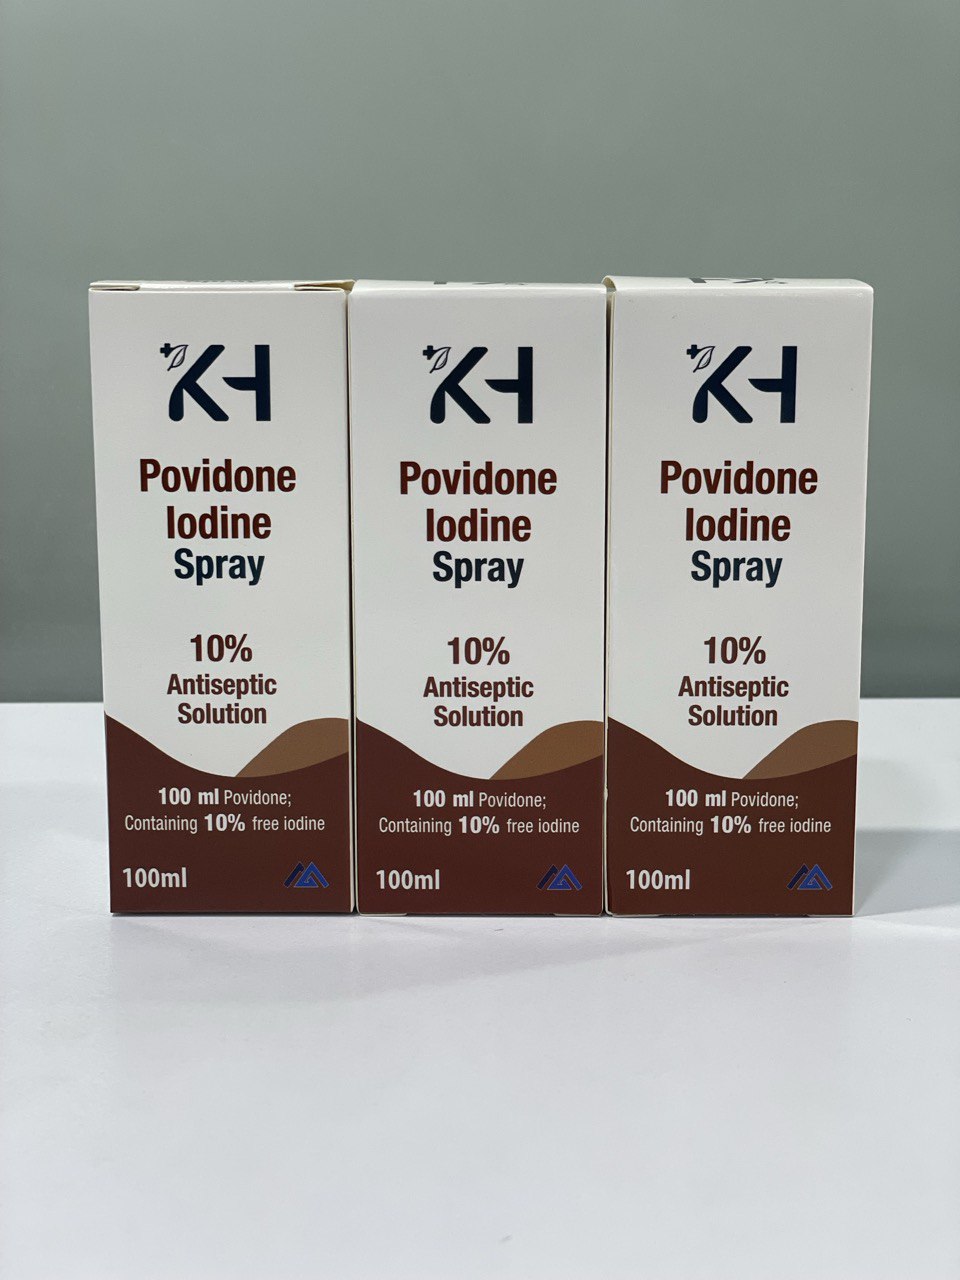 KH
Povidone
Iodine
Spray
10%
Antiseptic
Solution
100 ml Povidone;
Containing 10% free iodine
100ml
KH
Povidone
Iodine
Spray
10%
Antiseptic
Solution
100 ml Povidone;
Containing 10% free iodine
100ml
KH
Povidone
Iodine
Spray
10%
Antiseptic
Solution
100 ml Povidone;
Containing 10% free iodine
100ml